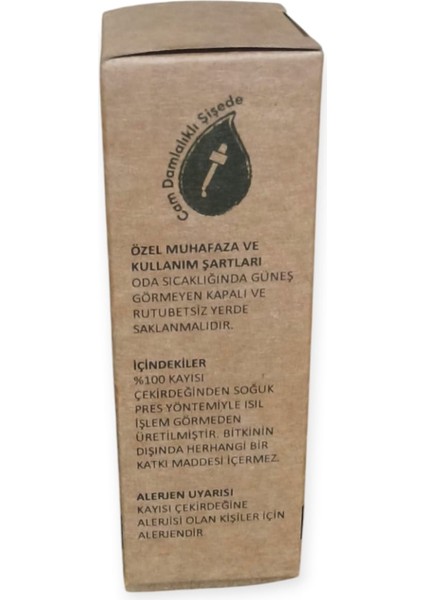 Cam Damlalıklı Şişede
ÖZEL MUHAFAZA VE
KULLANIM ŞARTLARI
ODA SICAKLIĞINDA GÜNEŞ
GÖRMEYEN KAPALI VE
RUTUBETSİZ YERDE
SAKLANMALIDIR.
İÇİNDEKİLER
%100 KAYISI
ÇEKİRDEĞİNDEN SOĞUK
PRES YÖNTEMİYLE ISIL
İŞLEM GÖRMEDEN
ÜRETİLMİŞTİR. BİTKİNİN
DIŞINDA HERHANGİ BİR
KATKI MADDESİ İÇERMEZ.
ALERJEN UYARISI
KAYISI ÇEKİRDEĞİNE
ALERJİSİ OLAN KİŞİLER İÇİN
ALERJENDİR